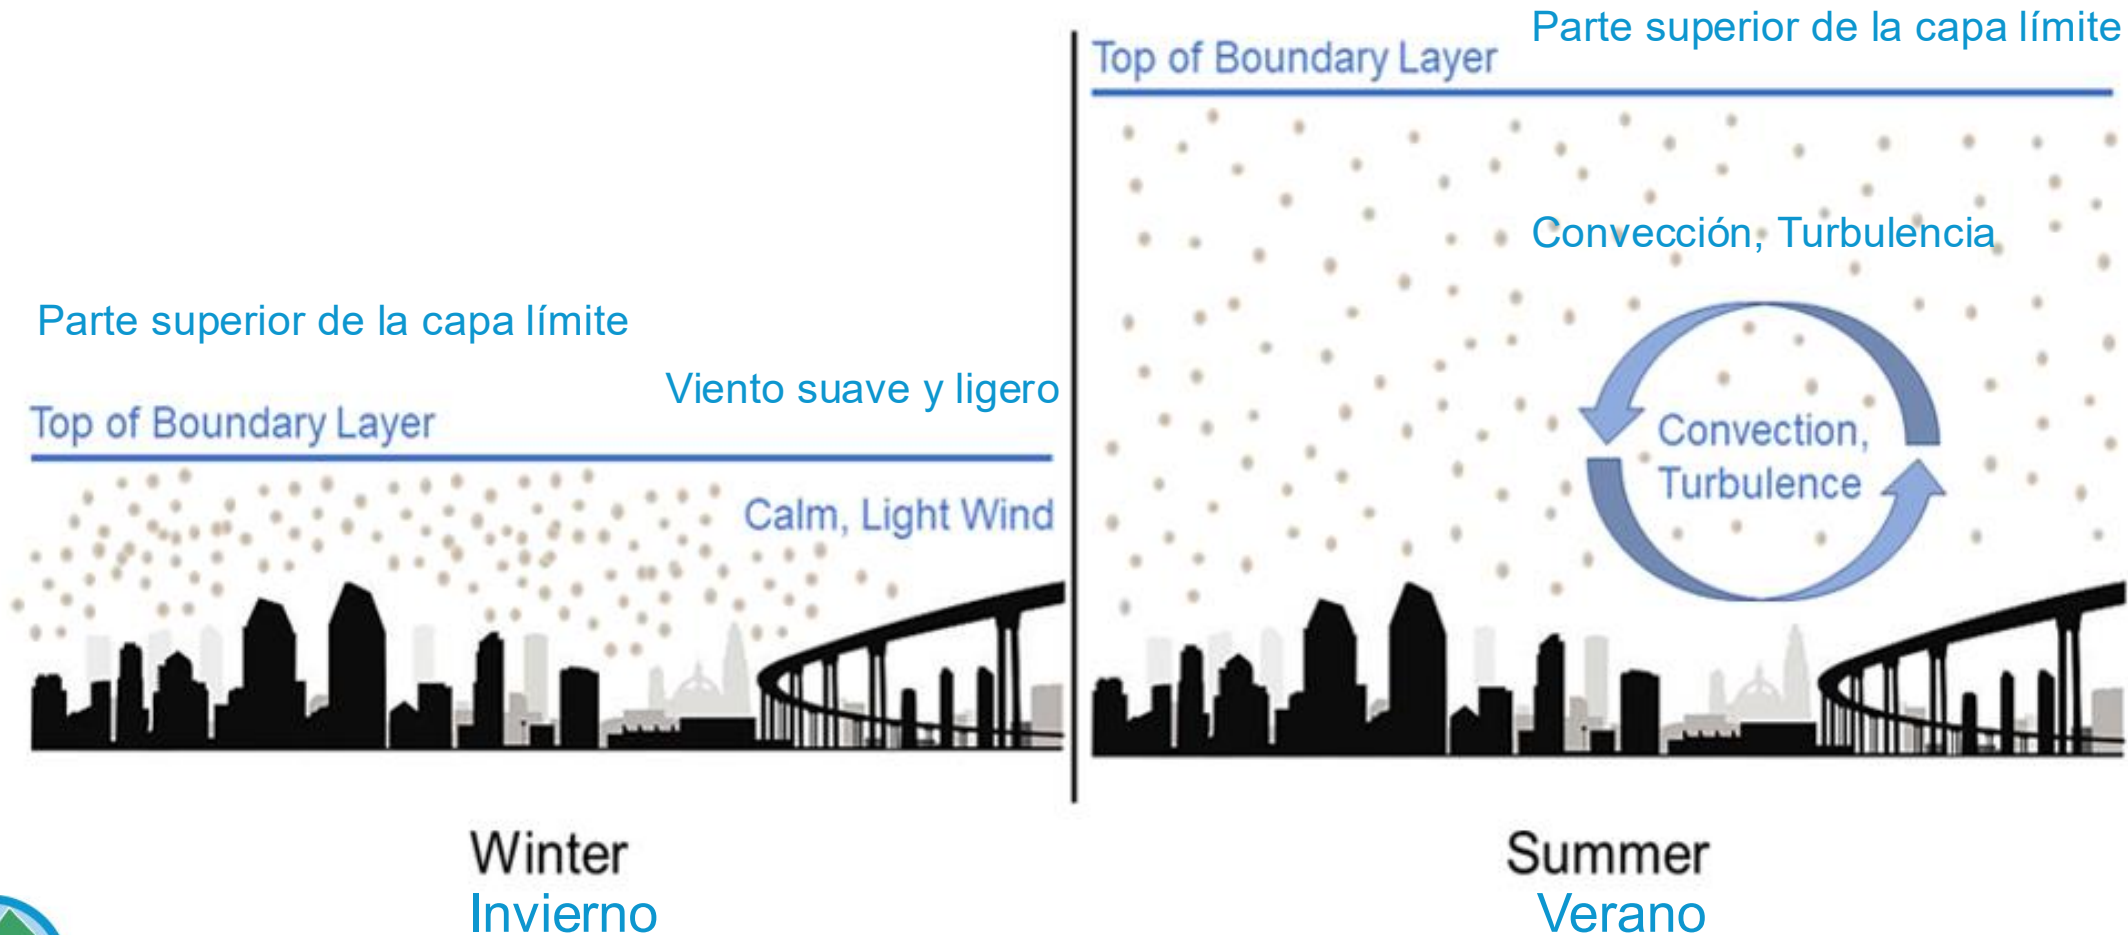 Parte superior de la capa límite
Top of Boundary Layer
Viento suave y ligero
Calm, Light Wind
Winter
Invierno
Parte superior de la capa límite
Top of Boundary Layer
Convección, Turbulencia
Convection,
Turbulence
Summer
Verano